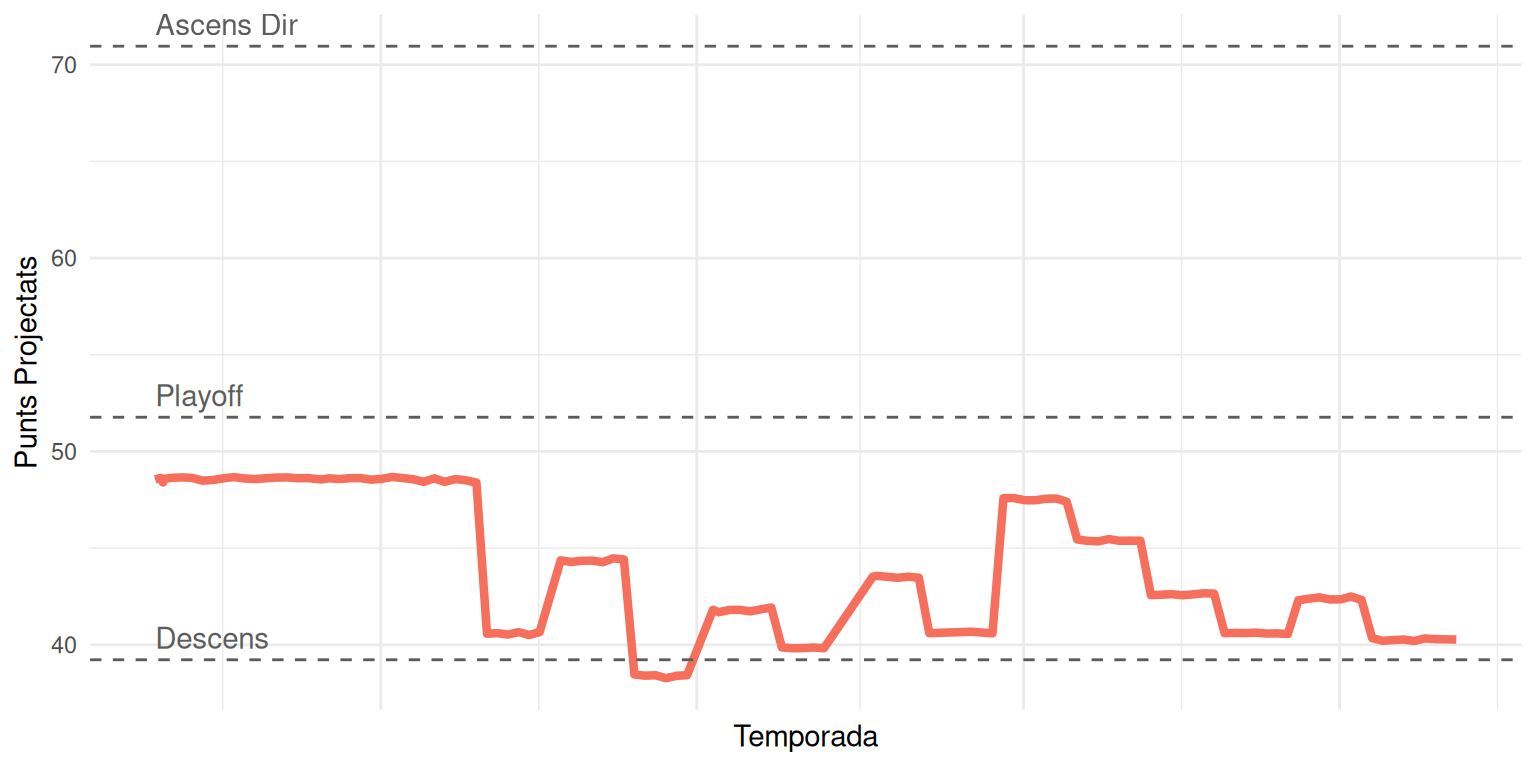 Ascens Dir
70
60
Playoff
50
Descens
40
Punts Projectats
Temporada